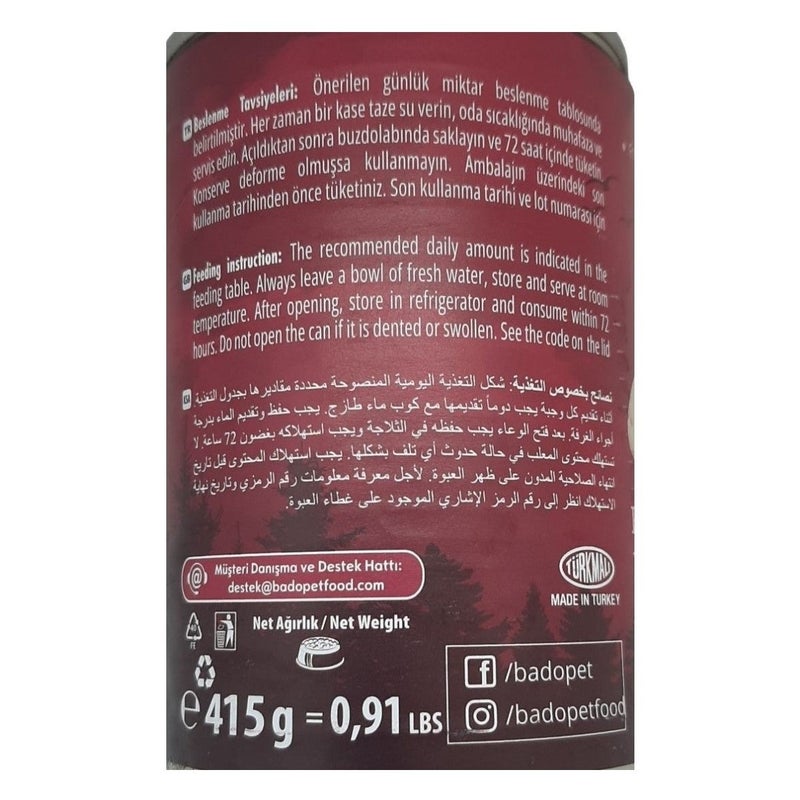 TR Beslenme Tavsiyeleri: Önerilen günlük miktar beslenme tablosunda
belirtilmiştir. Her zaman bir kase taze su verin, oda sıcaklığında muhafaza ve
servis edin. Açıldıktan sonra buzdolabında saklayın ve 72 saat içinde tüketin.
Konserve deforme olmuşsa kullanmayın. Ambalajın üzerindeki son
kullanma tarihinden önce tüketiniz. Son kullanma tarihi ve lot numarası için
GB Feeding instruction: The recommended daily amount is indicated in the
feeding table. Always leave a bowl of fresh water, store and serve at room
temperature. After opening, store in refrigerator and consume within 72
hours. Do not open the can if it is dented or swollen. See the code on the lid
KSA نصائح بخصوص التغذية: شكل التغذية اليومية المنصوحة محددة مقاديرها بجدول التغذية
أثناء تقديم كل وجبة يجب دوماً تقديمها مع كوب ماء طازج. يجب حفظ وتقديم الماء بدرجة
أجواء الغرفة. بعد فتح الوعاء يجب حفظه في الثلاجة ويجب استهلاكه بغضون 72 ساعة. لا
تستهلك محتوى المعلب في حالة حدوث أي تلف بشكلها. يجب استهلاك المحتوى قبل تاريخ
انتهاء الصلاحية المدون على ظهر العبوة. لأجل معرفة معلومات رقم الرمزي وتاريخ نهاية
الاستهلاك انظر إلى رقم الرمز الإشاري الموجود على غطاء العبوة.
Müşteri Danışma ve Destek Hattı:
destek@badopetfood.com
TÜRKMALI
MADE IN TURKEY
40
FE
Net Ağırlık / Net Weight
e 415 g = 0,91 LBS
/badopet
/badopetfood